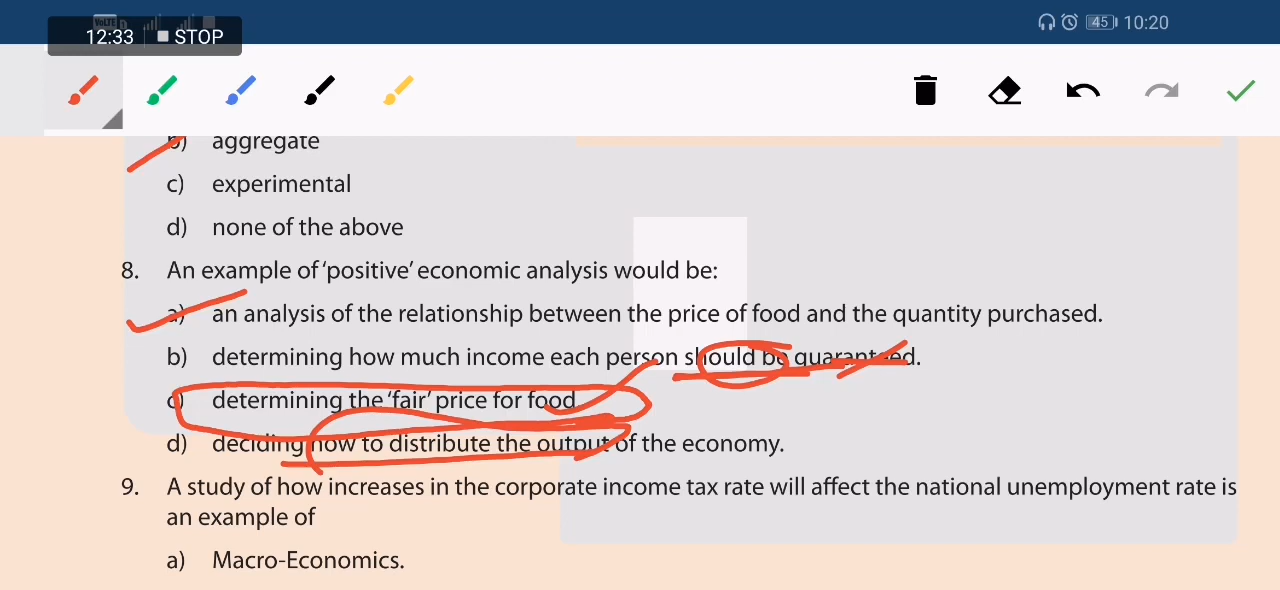 VoLTE
45 10:20
12:33 STOP
b) aggregate
c) experimental
d) none of the above
8. An example of 'positive' economic analysis would be:
a) an analysis of the relationship between the price of food and the quantity purchased.
b) determining how much income each person should be guaranteed.
c) determining the 'fair' price for food
d) deciding how to distribute the output of the economy.
9. A study of how increases in the corporate income tax rate will affect the national unemployment rate is
an example of
a) Macro-Economics.